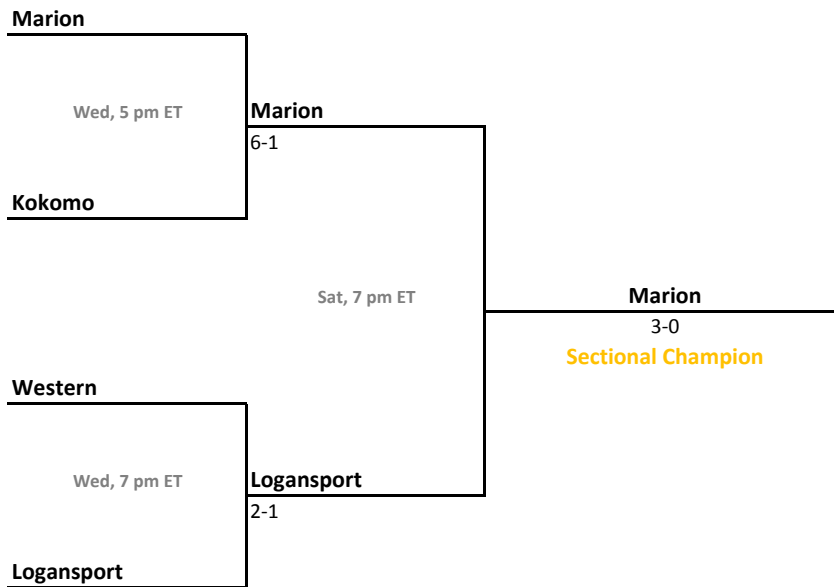 Marion
Wed, 5 pm ET
Marion
6-1
Kokomo
Sat, 7 pm ET
Marion
3-0
Sectional Champion
Western
Wed, 7 pm ET
Logansport
2-1
Logansport